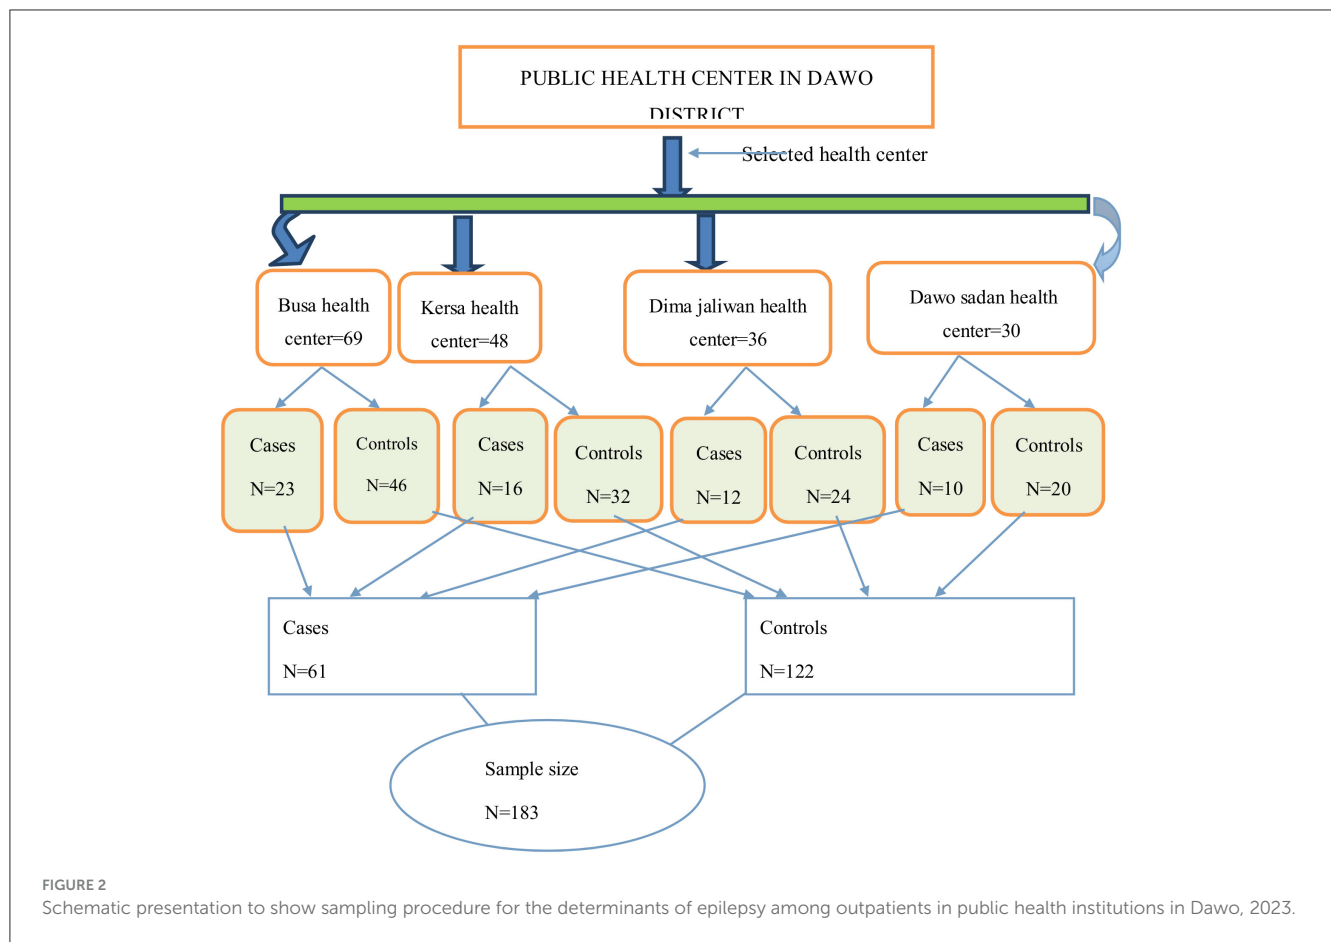 PUBLIC HEALTH CENTER IN DAWO
DISTRICT
Selected health center
Busa health
center=69
Kersa health
center=48
Dima jaliwan health
center=36
Dawo sadan health
center=30
Cases
N=23
Controls
N=46
Cases
N=16
Controls
N=32
Cases
N=12
Controls
N=24
Cases
N=10
Controls
N=20
Cases
N=61
Controls
N=122
Sample size
N=183
FIGURE 2
Schematic presentation to show sampling procedure for the determinants of epilepsy among outpatients in public health institutions in Dawo, 2023.